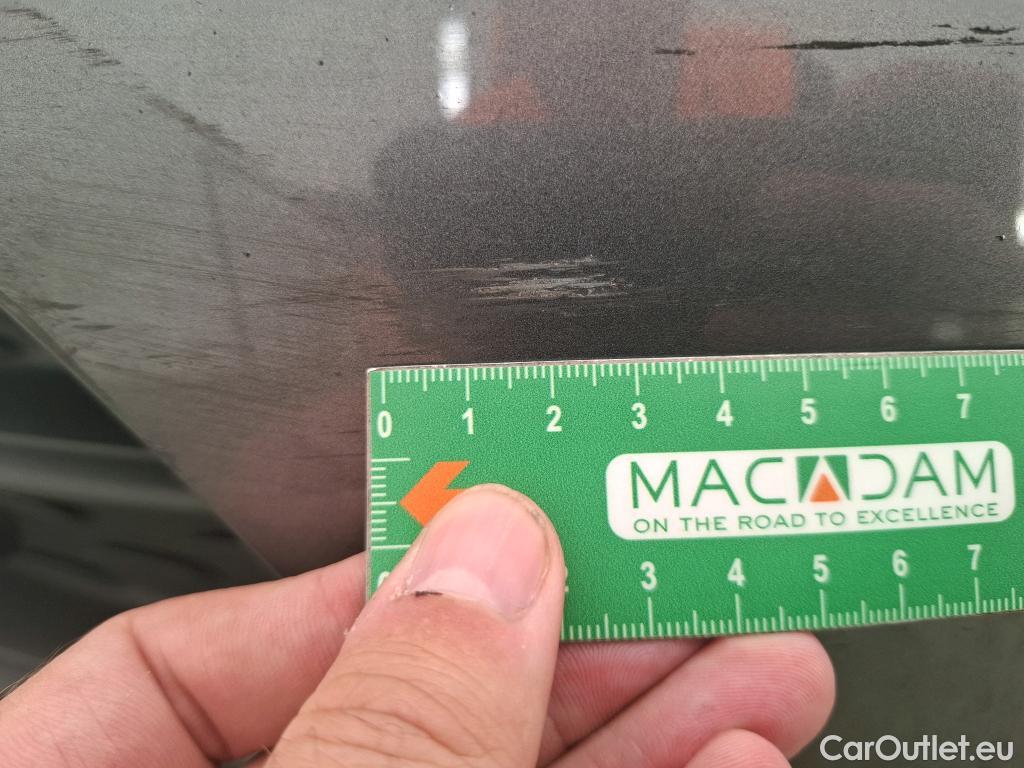 0 1 2 3 4 5 6 7
MACADAM
ON THE ROAD TO EXCELLENCE
3 4 5 6 7
CarOutlet.eu